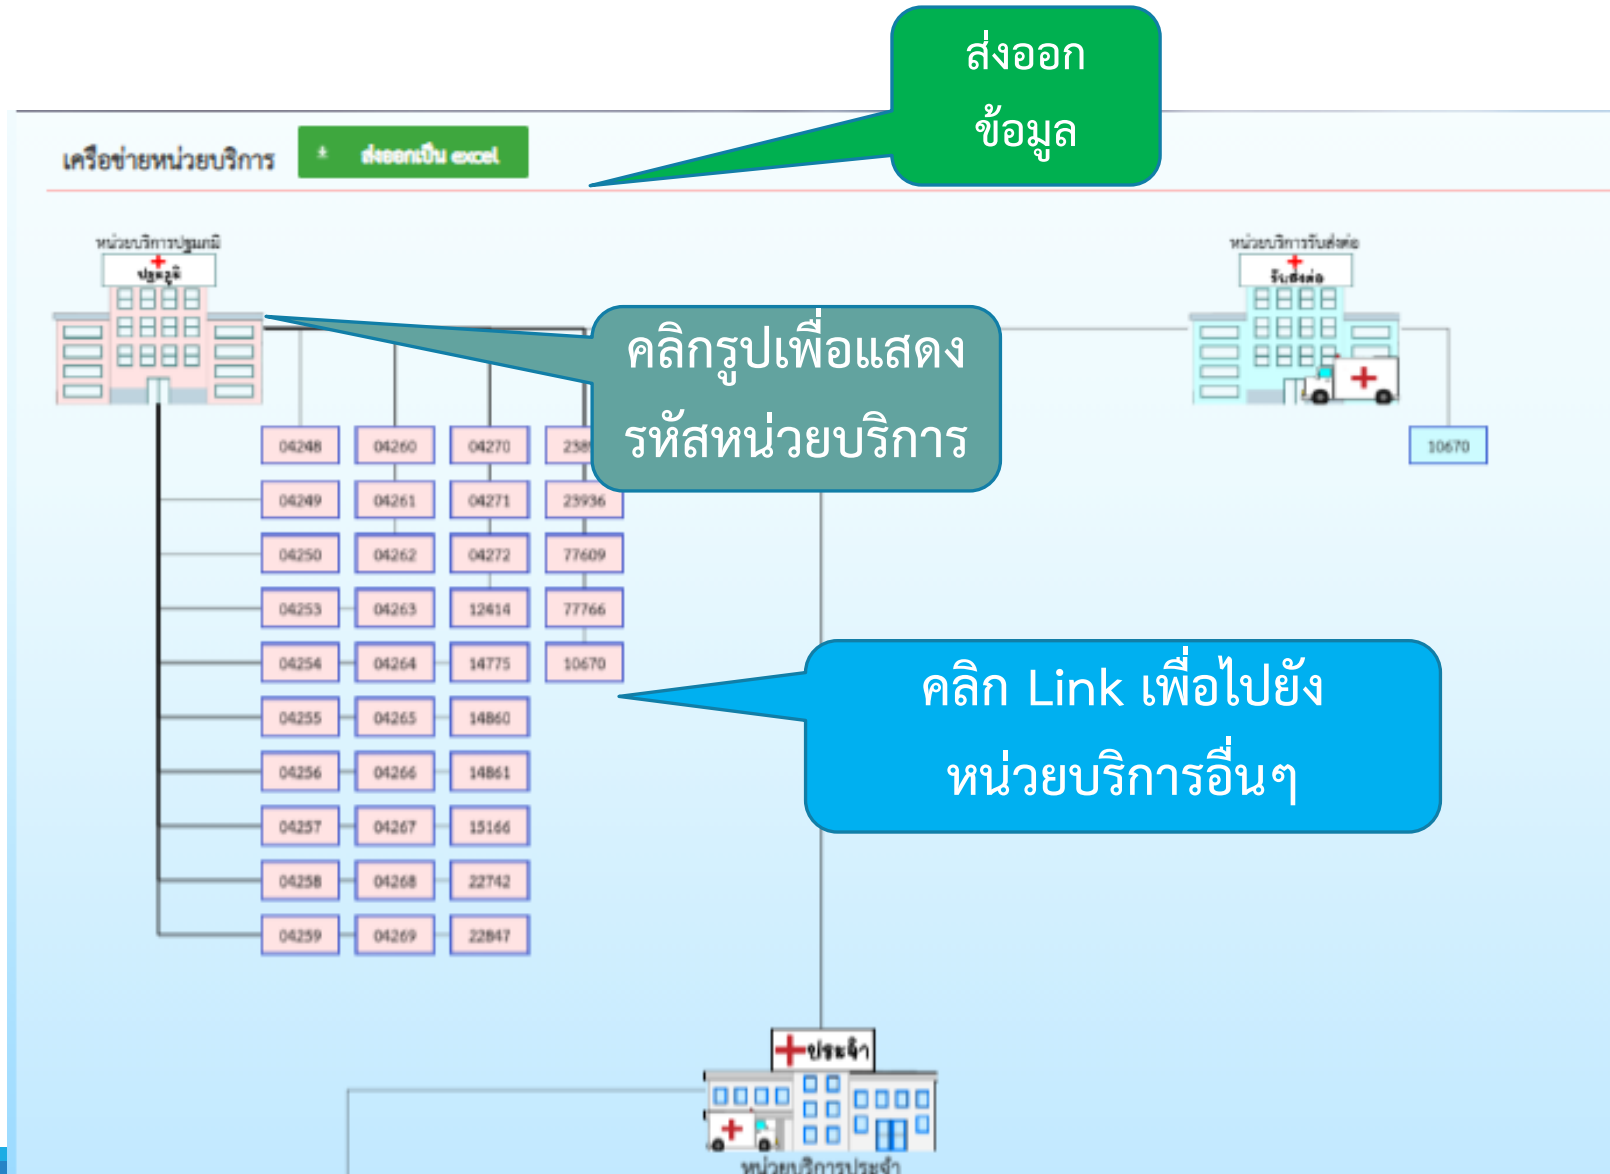 ส่งออก
ข้อมูล
เครือข่ายหน่วยบริการ
ส่งออกเป็น excel
หน่วยบริการปฐมภูมิ
ปฐมภูมิ
หน่วยบริการรับส่งต่อ
รับส่งต่อ
คลิกรูปเพื่อแสดง
รหัสหน่วยบริการ
04248 04260 04270
10670
04249 04261 04271 23936
04250 04262 04272 77609
04253 04263 12414 77766
04254 04264 14775 10670
04255 04265 14860
04256 04266 14861
04257 04267 15166
04258 04268 22742
04259 04269 22847
คลิก Link เพื่อไปยัง
หน่วยบริการอื่นๆ
ประจำ
หน่วยบริการประจำ